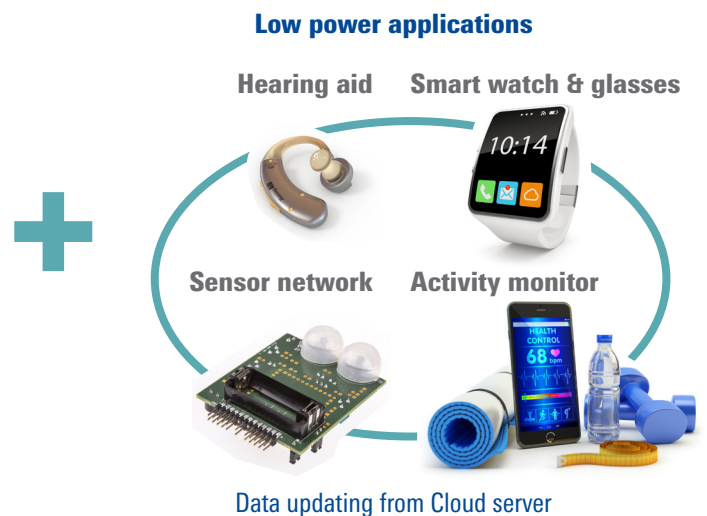 Low power applications
Hearing aid
Smart watch & glasses
10:14
Sensor network
Activity monitor
HEALTH
CONTROL
68
bpm
Data updating from Cloud server